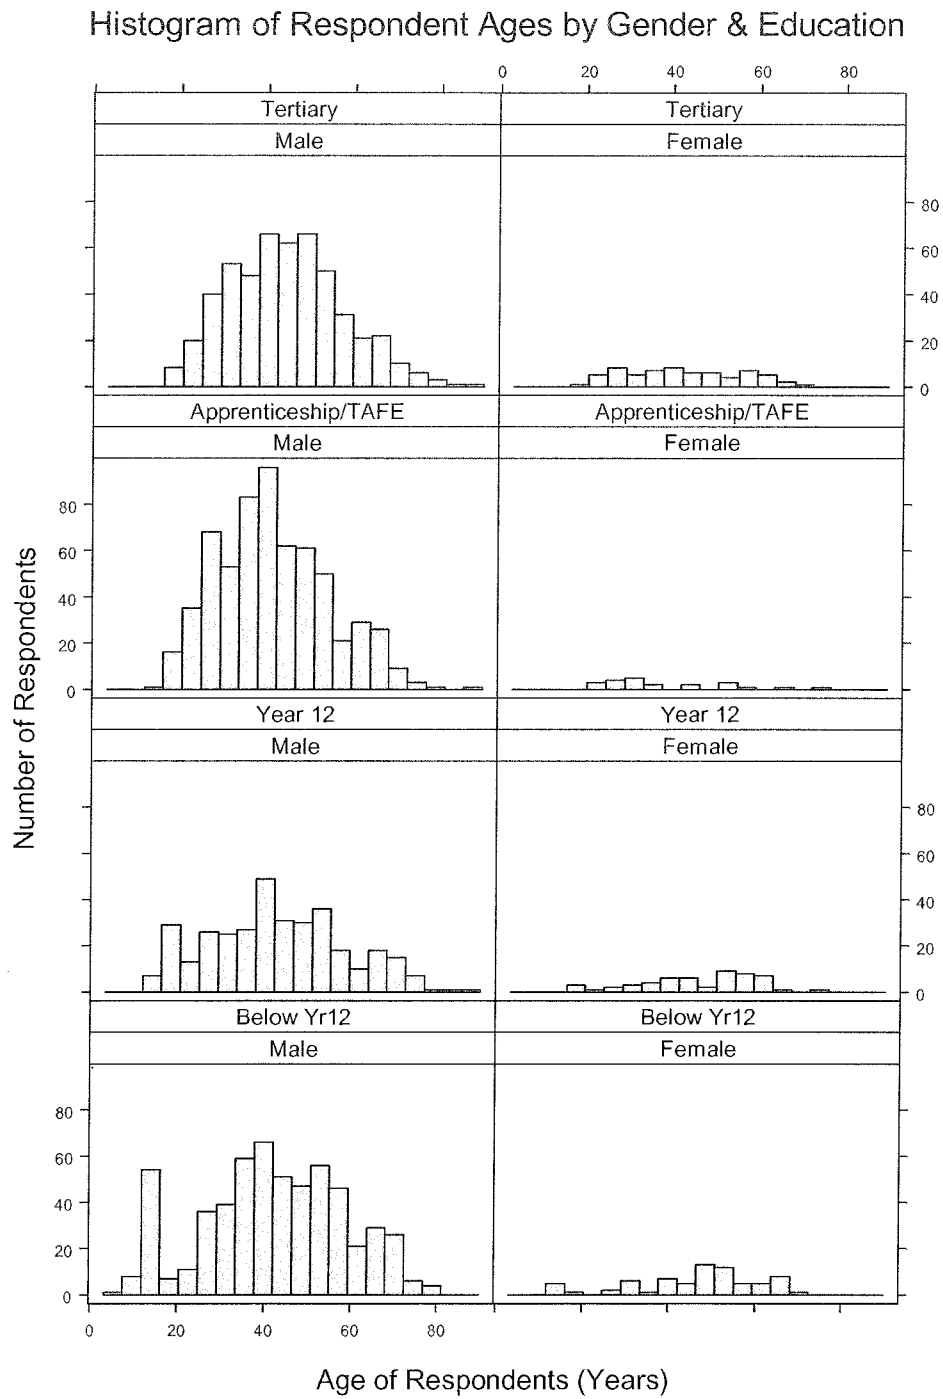 Histogram of Respondent Ages by Gender & Education
0 20 40 60 80
Tertiary Tertiary
Male Female
80
60
40
20
0
Apprenticeship/TAFE Apprenticeship/TAFE
Male Female
80
60
40
20
0
Year 12 Year 12
Male Female
80
60
40
20
0
Below Yr12 Below Yr12
Male Female
80
60
40
20
0
0 20 40 60 80
Number of Respondents
Age of Respondents (Years)